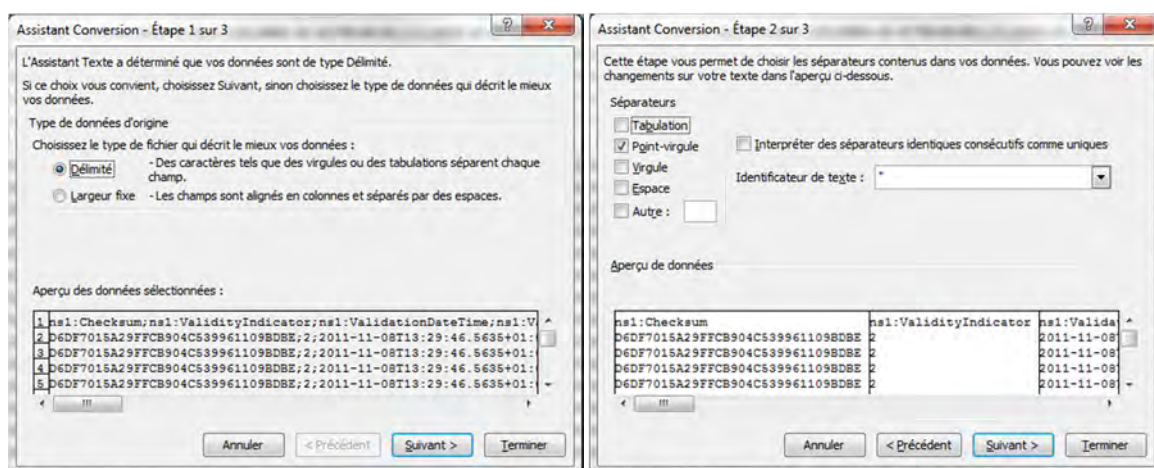 Assistant Conversion - Étape 1 sur 3
L'Assistant Texte a déterminé que vos données sont de type Délimité.
Si ce choix vous convient, choisissez Suivant, sinon choisissez le type de données qui décrit le mieux
vos données.
Type de données d'origine
Choisissez le type de fichier qui décrit le mieux vos données :
Délimité
- Des caractères tels que des virgules ou des tabulations séparent chaque
champ.
Largeur fixe
- Les champs sont alignés en colonnes et séparés par des espaces.
Aperçu des données sélectionnées :
1 ns1:Checksum;ns1:ValidityIndicator;ns1:ValidationDateTime;ns1:V
2 D6DF7015A29FFCB904C539961109BDBE;2;2011-11-08T13:29:46.5635+01:
3 D6DF7015A29FFCB904C539961109BDBE;2;2011-11-08T13:29:46.5635+01:
4 D6DF7015A29FFCB904C539961109BDBE;2;2011-11-08T13:29:46.5635+01:
5 D6DF7015A29FFCB904C539961109BDBE;2;2011-11-08T13:29:46.5635+01:
Annuler < Précédent Suivant > Terminer
Assistant Conversion - Étape 2 sur 3
Cette étape vous permet de choisir les séparateurs contenus dans vos données. Vous pouvez voir les
changements sur votre texte dans l'aperçu ci-dessous.
Séparateurs
Tabulation
Point-virgule
Virgule
Espace
Autre :
Interpréter des séparateurs identiques consécutifs comme uniques
Identificateur de texte : "
Aperçu de données
ns1:Checksum ns1:ValidityIndicator ns1:Valida
D6DF7015A29FFCB904C539961109BDBE 2 2011-11-08
D6DF7015A29FFCB904C539961109BDBE 2 2011-11-08
D6DF7015A29FFCB904C539961109BDBE 2 2011-11-08
D6DF7015A29FFCB904C539961109BDBE 2 2011-11-08
Annuler < Précédent Suivant > Terminer